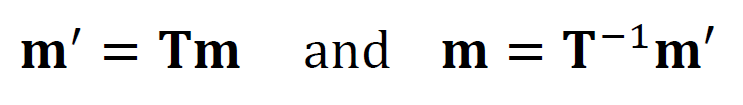 m′ = Tm and m = T⁻¹m′